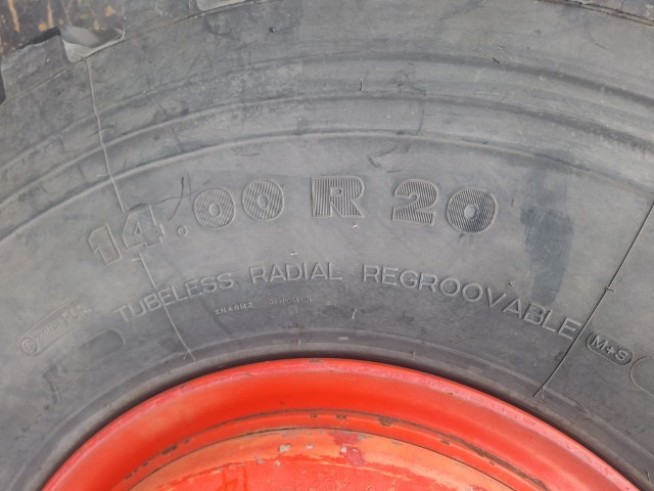 14.00 R 20
TUBELESS RADIAL REGROOVABLE
M+S